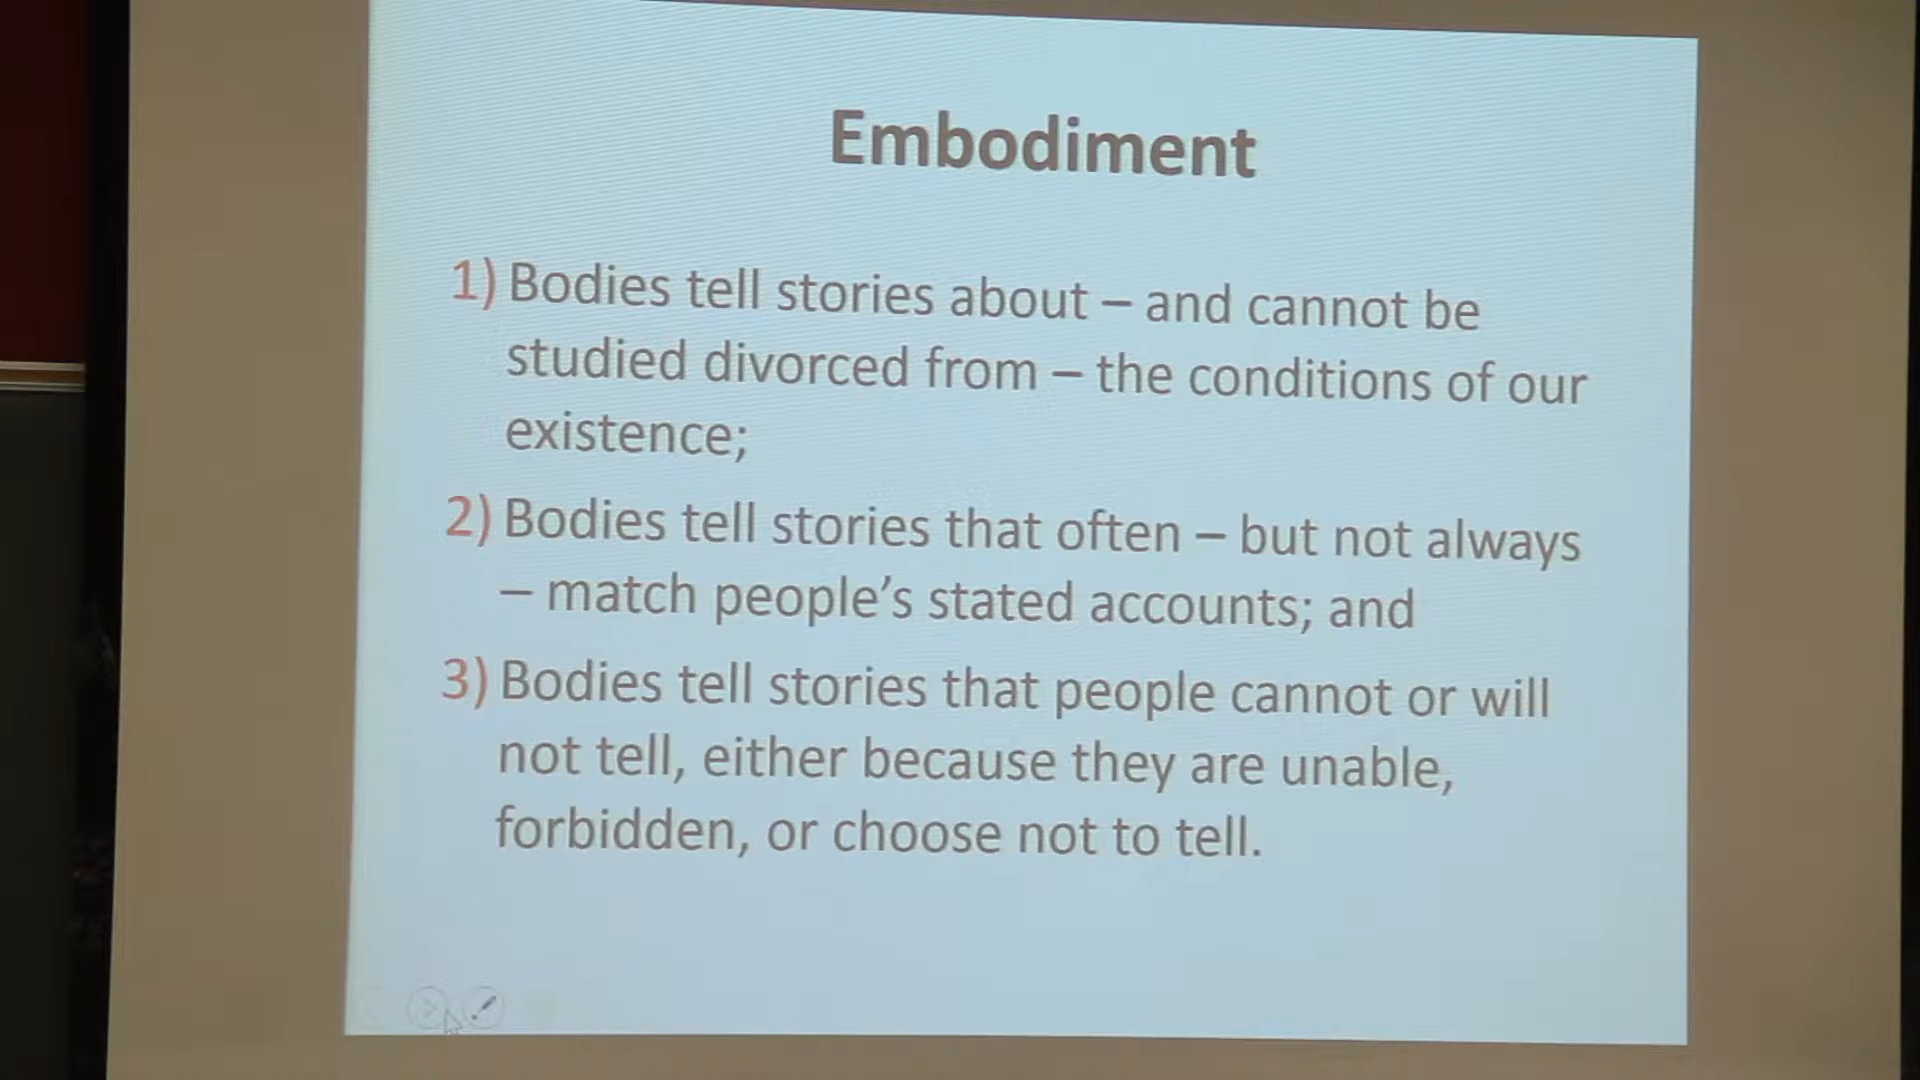 Embodiment
1) Bodies tell stories about – and cannot be
studied divorced from – the conditions of our
existence;
2) Bodies tell stories that often – but not always
– match people's stated accounts; and
3) Bodies tell stories that people cannot or will
not tell, either because they are unable,
forbidden, or choose not to tell.